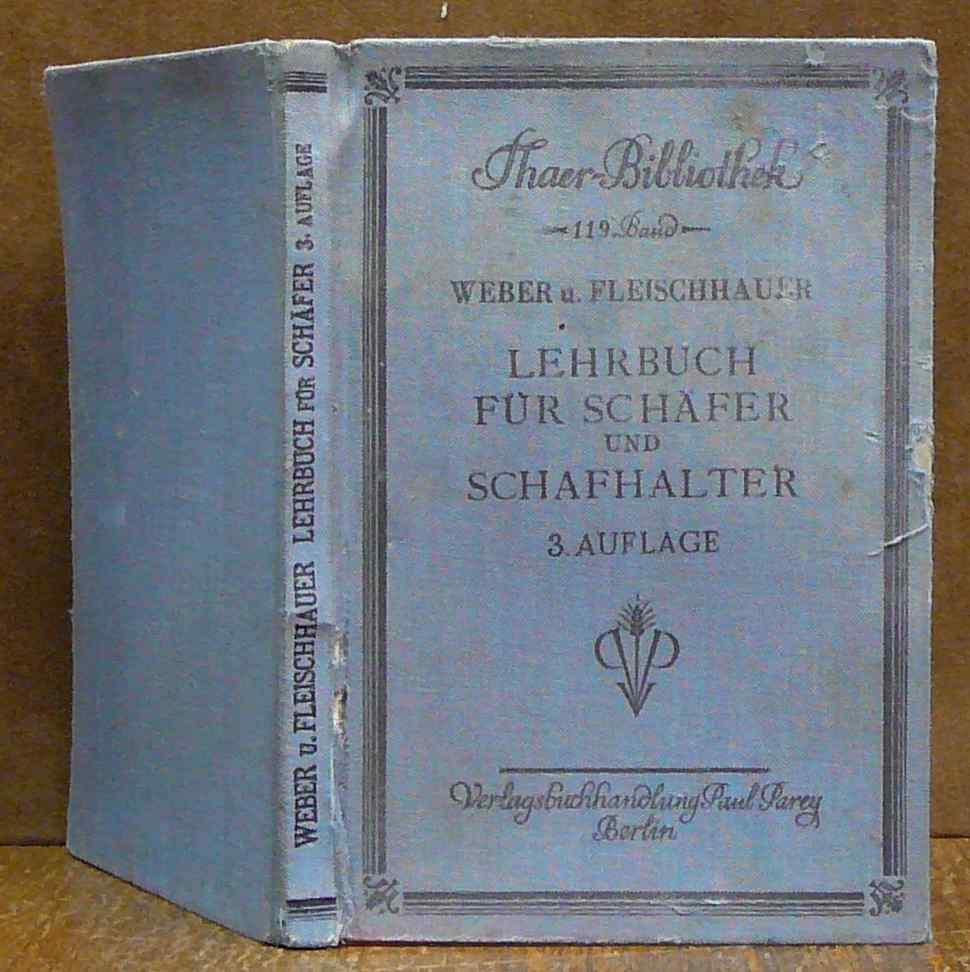 WEBER u. FLEISCHHAUER LEHRBUCH FÜR SCHÄFER 3. AUFLAGE
Thaer-Bibliothek
119. Band
WEBER u. FLEISCHHAUER
LEHRBUCH
FÜR SCHÄFER
UND
SCHAFHALTER
3. AUFLAGE
Verlagsbuchhandlung Paul Parey
Berlin